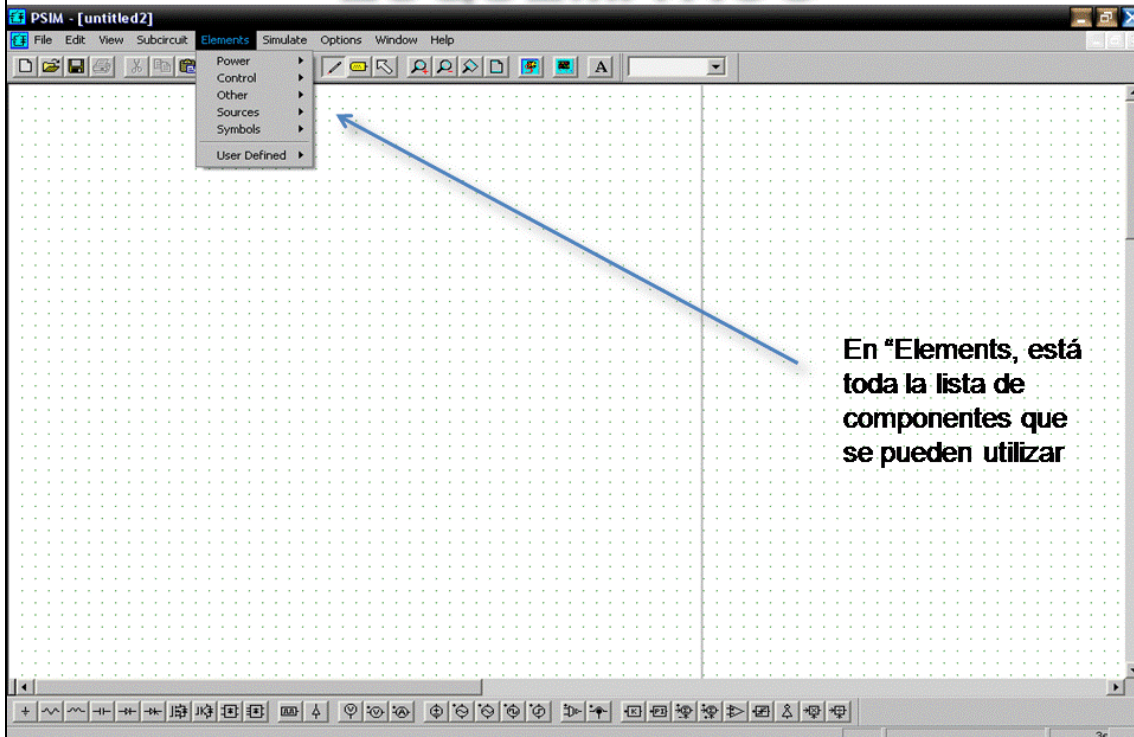 PSIM - [untitled2]
File Edit View Subcircuit Elements Simulate Options Window Help
A
Power
Control
Other
Sources
Symbols
User Defined
En “Elements, está
toda la lista de
componentes que
se pueden utilizar